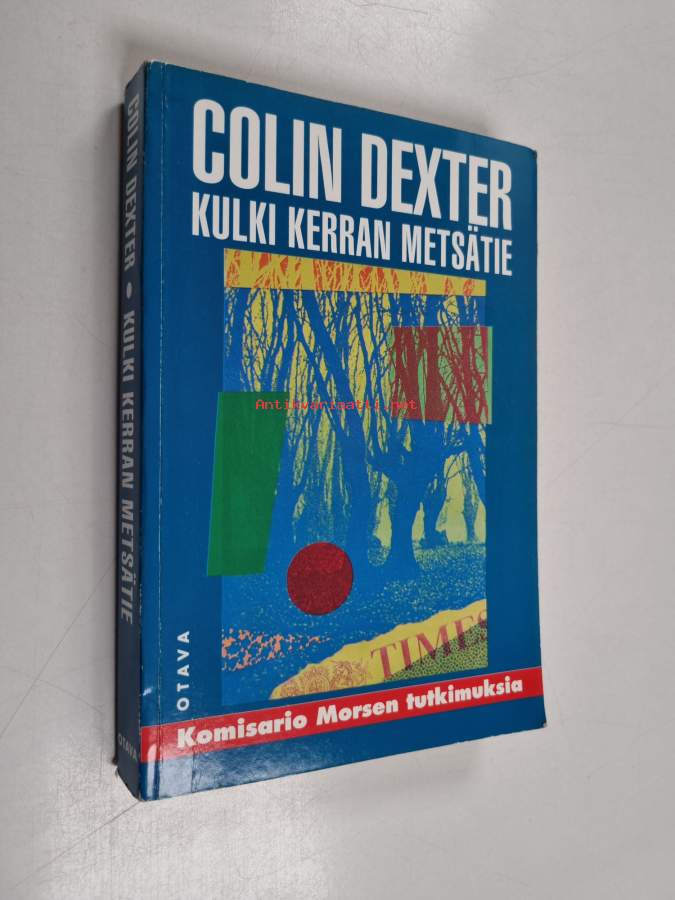 COLIN DEXTER
KULKI KERRAN METSÄTIE
Antikvariaatti.net
TIMES
OTAVA
Komisario Morsen tutkimuksia
COLIN DEXTER • KULKI KERRAN METSÄTIE
OTAVA